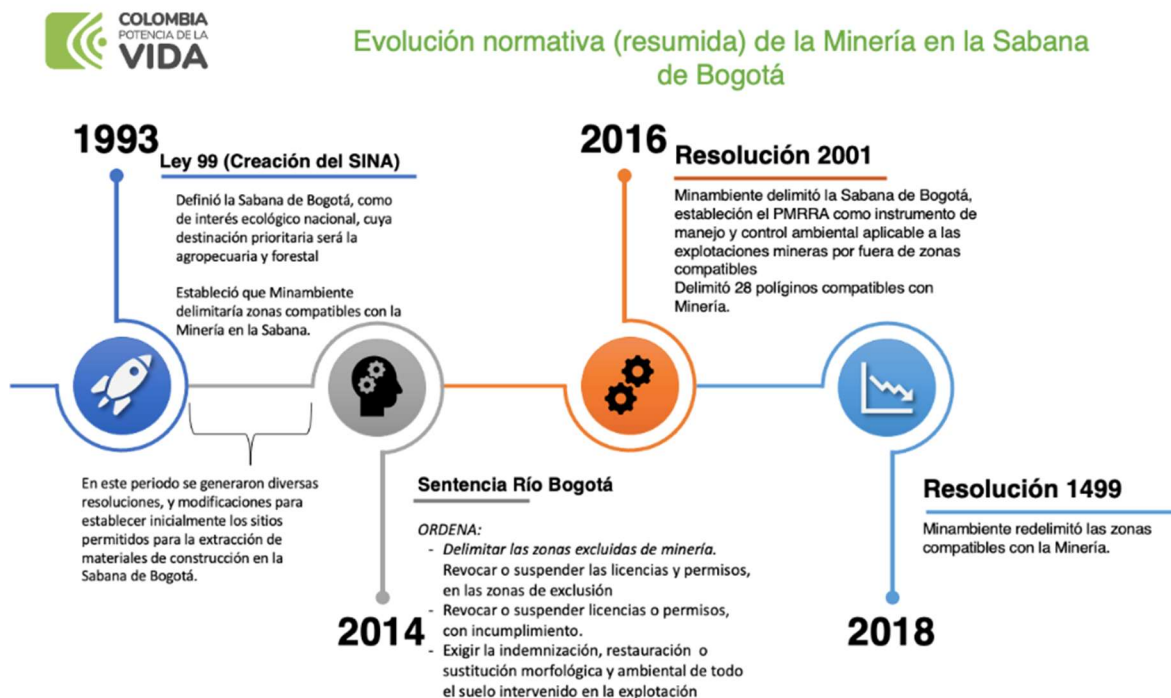 COLOMBIA
POTENCIA DE LA
VIDA
Evolución normativa (resumida) de la Minería en la Sabana
de Bogotá
1993
Ley 99 (Creación del SINA)
Definió la Sabana de Bogotá, como
de interés ecológico nacional, cuya
destinación prioritaria será la
agropecuaria y forestal
Estableció que Minambiente
delimitaría zonas compatibles con la
Minería en la Sabana.
En este periodo se generaron diversas
resoluciones, y modificaciones para
establecer inicialmente los sitios
permitidos para la extracción de
materiales de construcción en la
Sabana de Bogotá.
2014
Sentencia Río Bogotá
ORDENA:
- Delimitar las zonas excluidas de minería.
Revocar o suspender las licencias y permisos,
en las zonas de exclusión
- Revocar o suspender licencias o permisos,
con incumplimiento.
- Exigir la indemnización, restauración o
sustitución morfológica y ambiental de todo
el suelo intervenido en la explotación
2016
Resolución 2001
Minambiente delimitó la Sabana de Bogotá,
estableción el PMRRA como instrumento de
manejo y control ambiental aplicable a las
explotaciones mineras por fuera de zonas
compatibles
Delimitó 28 políginos compatibles con
Minería.
2018
Resolución 1499
Minambiente redelimitó las zonas
compatibles con la Minería.